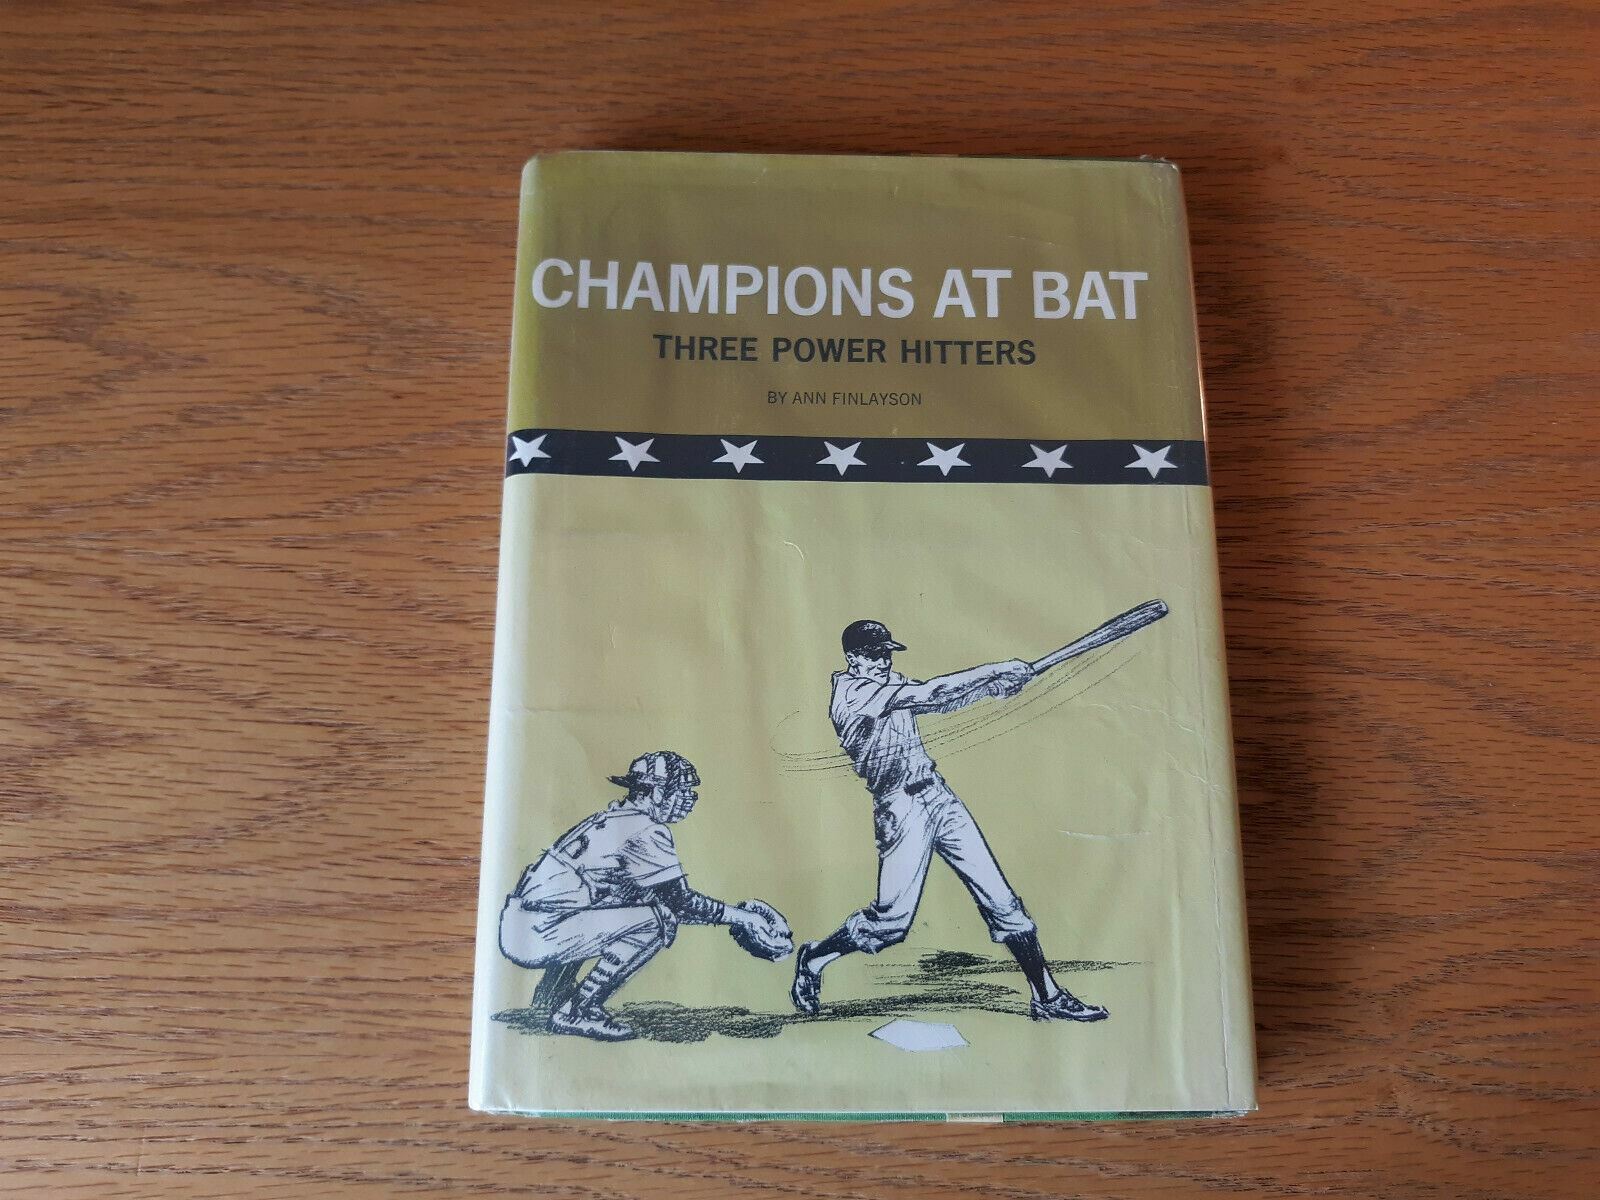 CHAMPIONS AT BAT
THREE POWER HITTERS
BY ANN FINLAYSON